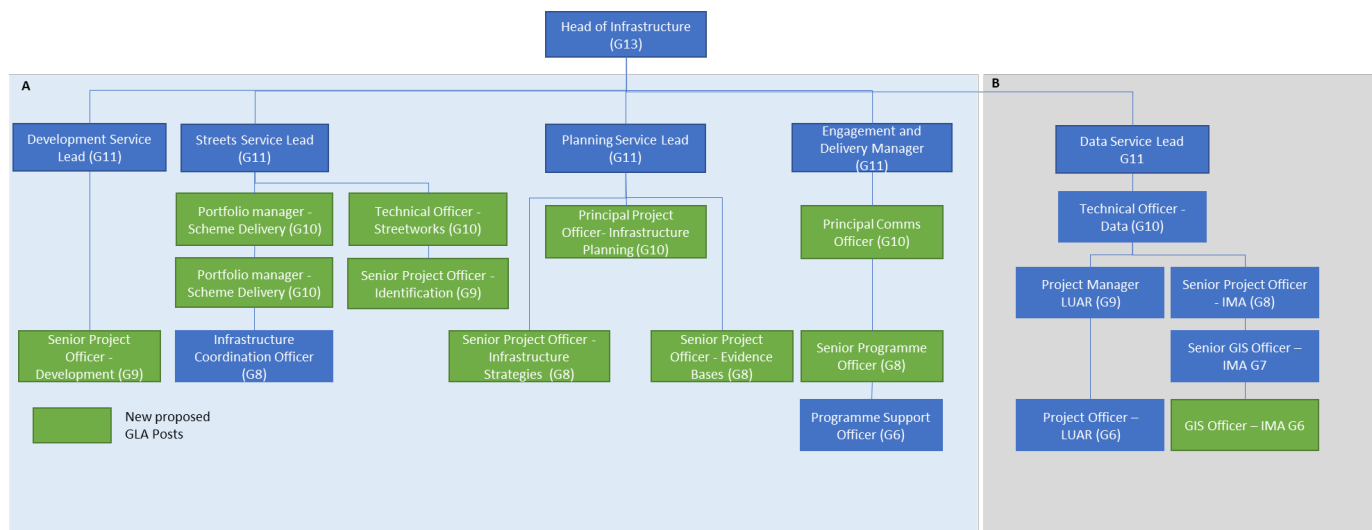 Head of Infrastructure
(G13)
A
B
Development Service
Lead (G11)
Streets Service Lead
(G11)
Planning Service Lead
(G11)
Engagement and
Delivery Manager
(G11)
Data Service Lead
G11
Portfolio manager -
Scheme Delivery (G10)
Technical Officer -
Streetworks (G10)
Principal Project
Officer- Infrastructure
Planning (G10)
Principal Comms
Officer (G10)
Technical Officer -
Data (G10)
Portfolio manager -
Scheme Delivery (G10)
Senior Project Officer -
Identification (G9)
Project Manager
LUAR (G9)
Senior Project Officer
- IMA (G8)
Senior Project
Officer -
Development (G9)
Infrastructure
Coordination Officer
(G8)
Senior Project Officer -
Infrastructure
Strategies (G8)
Senior Project
Officer - Evidence
Bases (G8)
Senior Programme
Officer (G8)
Senior GIS Officer –
IMA G7
New proposed
GLA Posts
Programme Support
Officer (G6)
Project Officer –
LUAR (G6)
GIS Officer – IMA G6